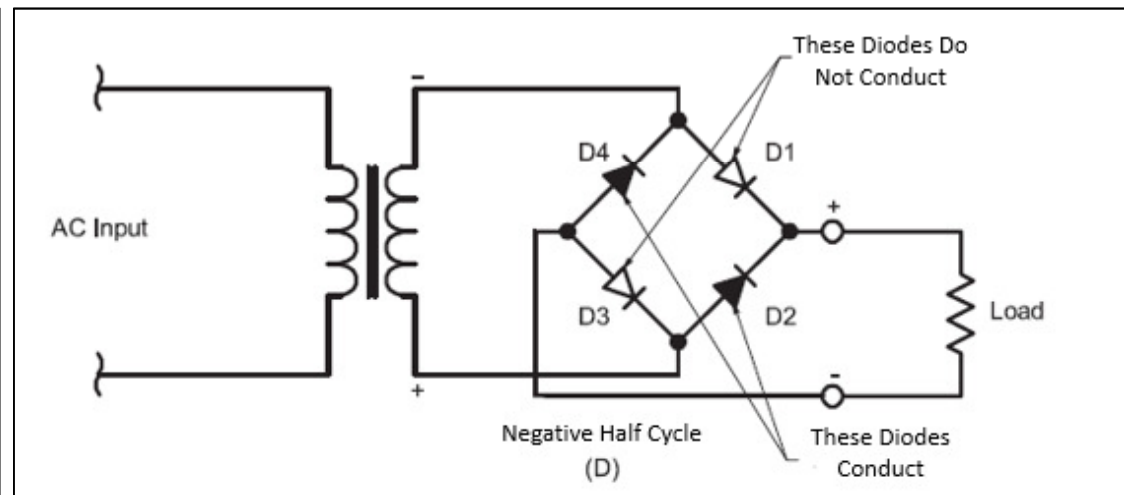 These Diodes Do
Not Conduct
-
D4
D1
+
AC Input
D3
D2
Load
+
-
Negative Half Cycle
(D)
These Diodes
Conduct